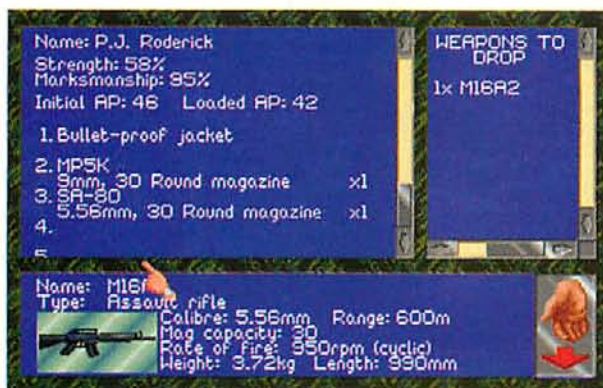 Name: P.J. Roderick
Strength: 58%
Marksmanship: 95%
Initial AP: 46 Loaded AP: 42
1. Bullet-proof jacket
2. MP5K
9mm, 30 Round magazine x1
3. SA-80
5.56mm, 30 Round magazine x1
4.
5.
WEAPONS TO
DROP
1x M16A2
Name:
Type: Assault rifle
Calibre: 5.56mm Range: 600m
Mag capacity: 30
Rate of fire: 950rpm (cyclic)
Weight: 3.72kg Length: 990mm